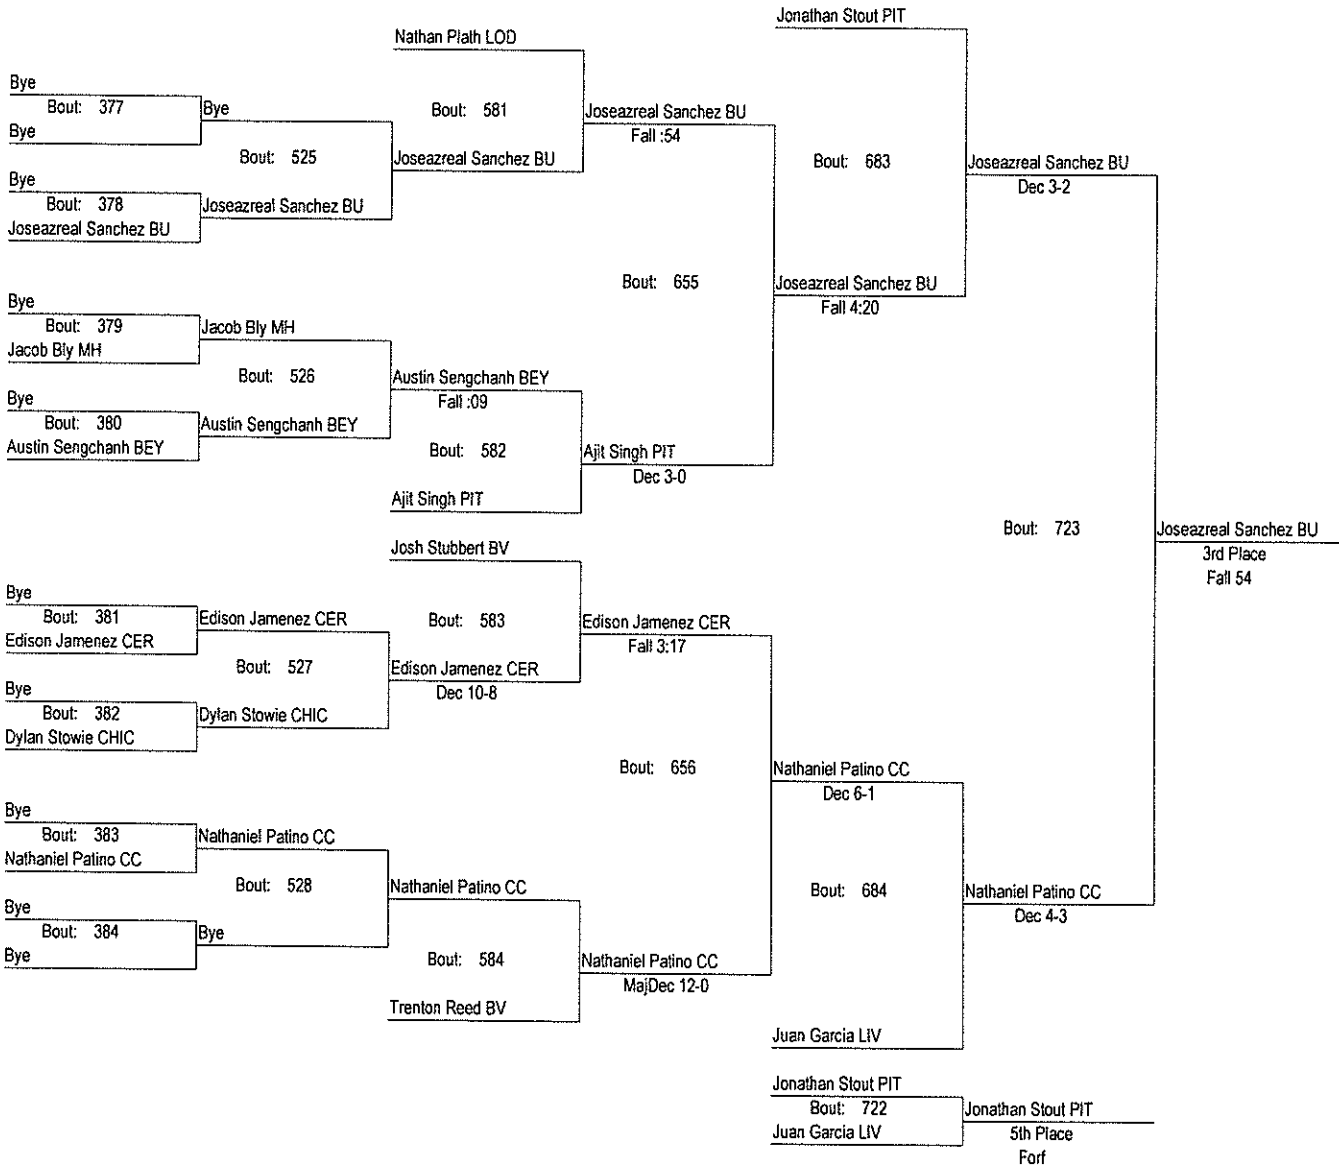 Jonathan Stout PIT
Nathan Plath LOD
Bye
Bout: 377
Bye
Bye
Bout: 581
Joseazreal Sanchez BU
Fall :54
Bout: 525
Joseazreal Sanchez BU
Bout: 683
Joseazreal Sanchez BU
Dec 3-2
Bye
Bout: 378
Joseazreal Sanchez BU
Joseazreal Sanchez BU
Bout: 655
Joseazreal Sanchez BU
Fall 4:20
Bye
Bout: 379
Jacob Bly MH
Jacob Bly MH
Bout: 526
Austin Sengchanh BEY
Fall :09
Bye
Bout: 380
Austin Sengchanh BEY
Austin Sengchanh BEY
Bout: 582
Ajit Singh PIT
Dec 3-0
Ajit Singh PIT
Bout: 723
Joseazreal Sanchez BU
3rd Place
Fall 54
Josh Stubbert BV
Bye
Bout: 381
Edison Jamenez CER
Edison Jamenez CER
Bout: 583
Edison Jamenez CER
Fall 3:17
Bout: 527
Edison Jamenez CER
Dec 10-8
Bye
Bout: 382
Dylan Stowie CHIC
Dylan Stowie CHIC
Bout: 656
Nathaniel Patino CC
Dec 6-1
Bye
Bout: 383
Nathaniel Patino CC
Nathaniel Patino CC
Bout: 528
Nathaniel Patino CC
Bout: 684
Nathaniel Patino CC
Dec 4-3
Bye
Bout: 384
Bye
Bye
Bout: 584
Nathaniel Patino CC
MajDec 12-0
Trenton Reed BV
Juan Garcia LIV
Jonathan Stout PIT
Bout: 722
Juan Garcia LIV
Jonathan Stout PIT
5th Place
Forf